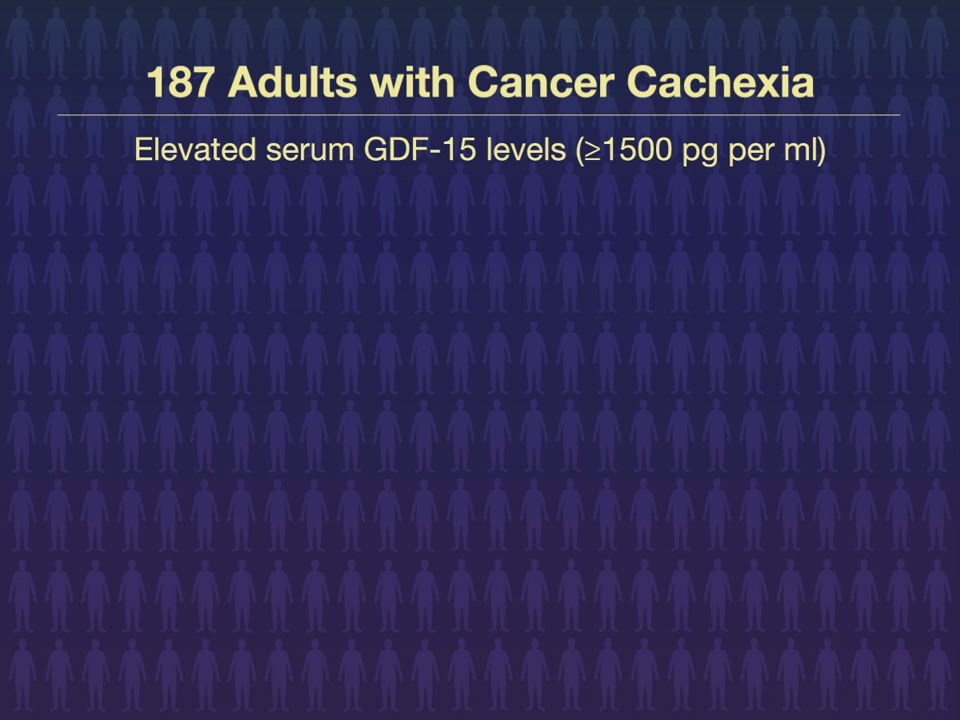 187 Adults with Cancer Cachexia
Elevated serum GDF-15 levels (≥1500 pg per ml)